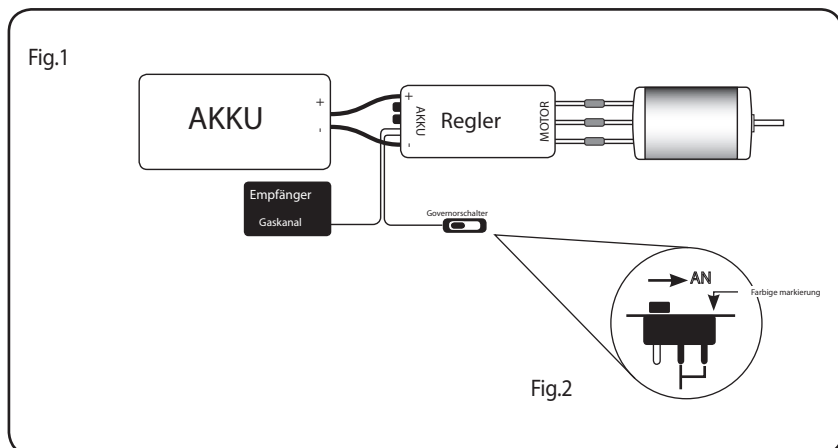 Fig.1
AKKU
+
-
+
AKKU
-
Regler
MOTOR
Empfänger
Gaskanal
Governorschalter
AN
Farbige markierung
Fig.2